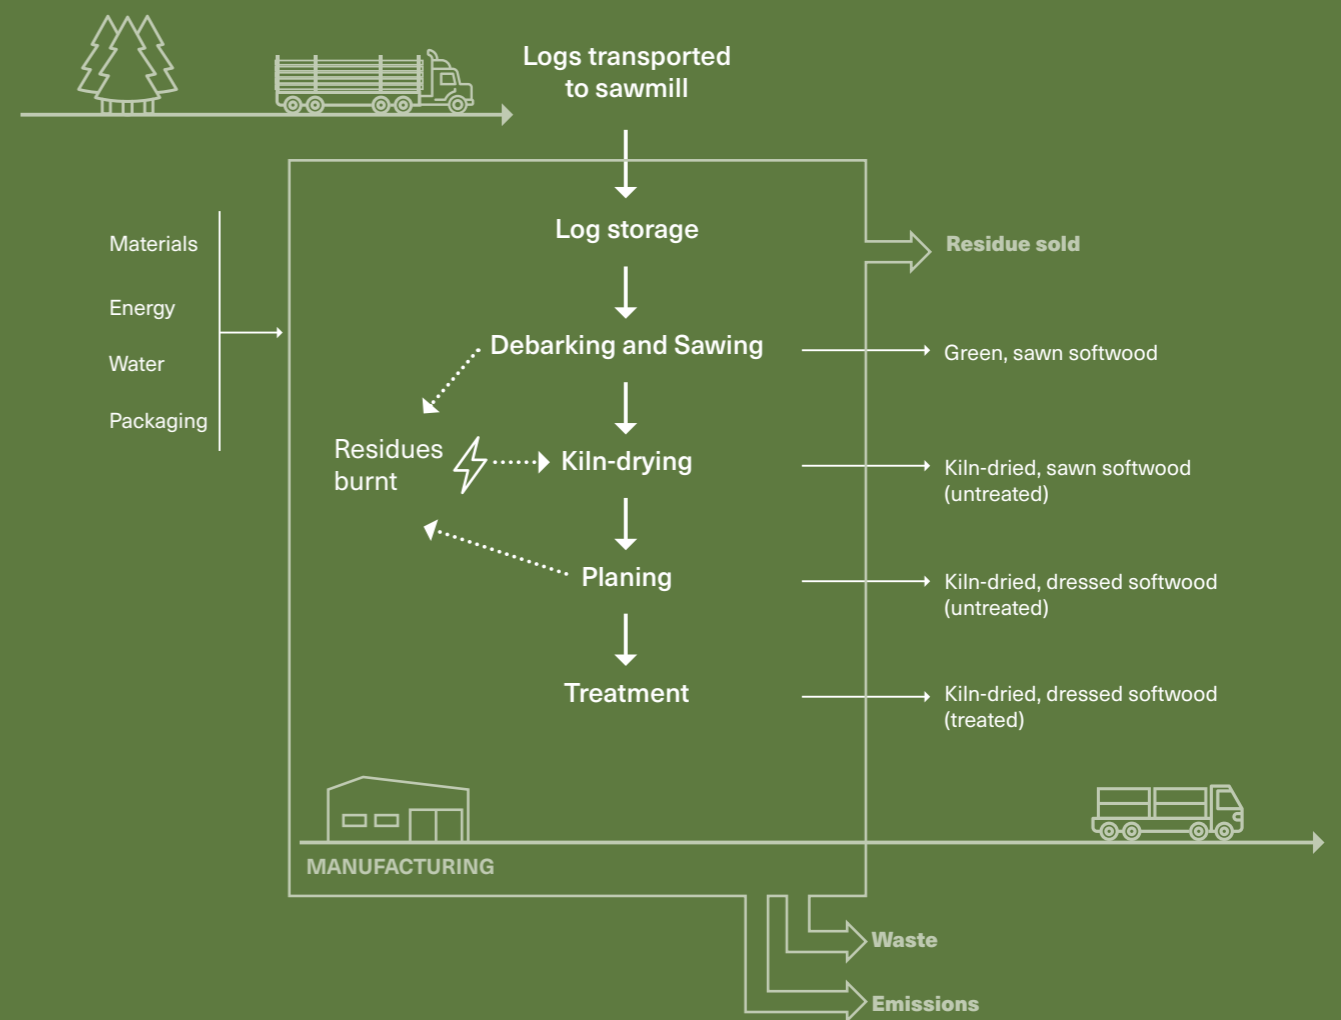 Logs transported
to sawmill
Log storage
Materials
Energy
Water
Packaging
Residue sold
Debarking and Sawing
Green, sawn softwood
Residues
burnt
Kiln-drying
Kiln-dried, sawn softwood
(untreated)
Planing
Kiln-dried, dressed softwood
(untreated)
Treatment
Kiln-dried, dressed softwood
(treated)
MANUFACTURING
Waste
Emissions